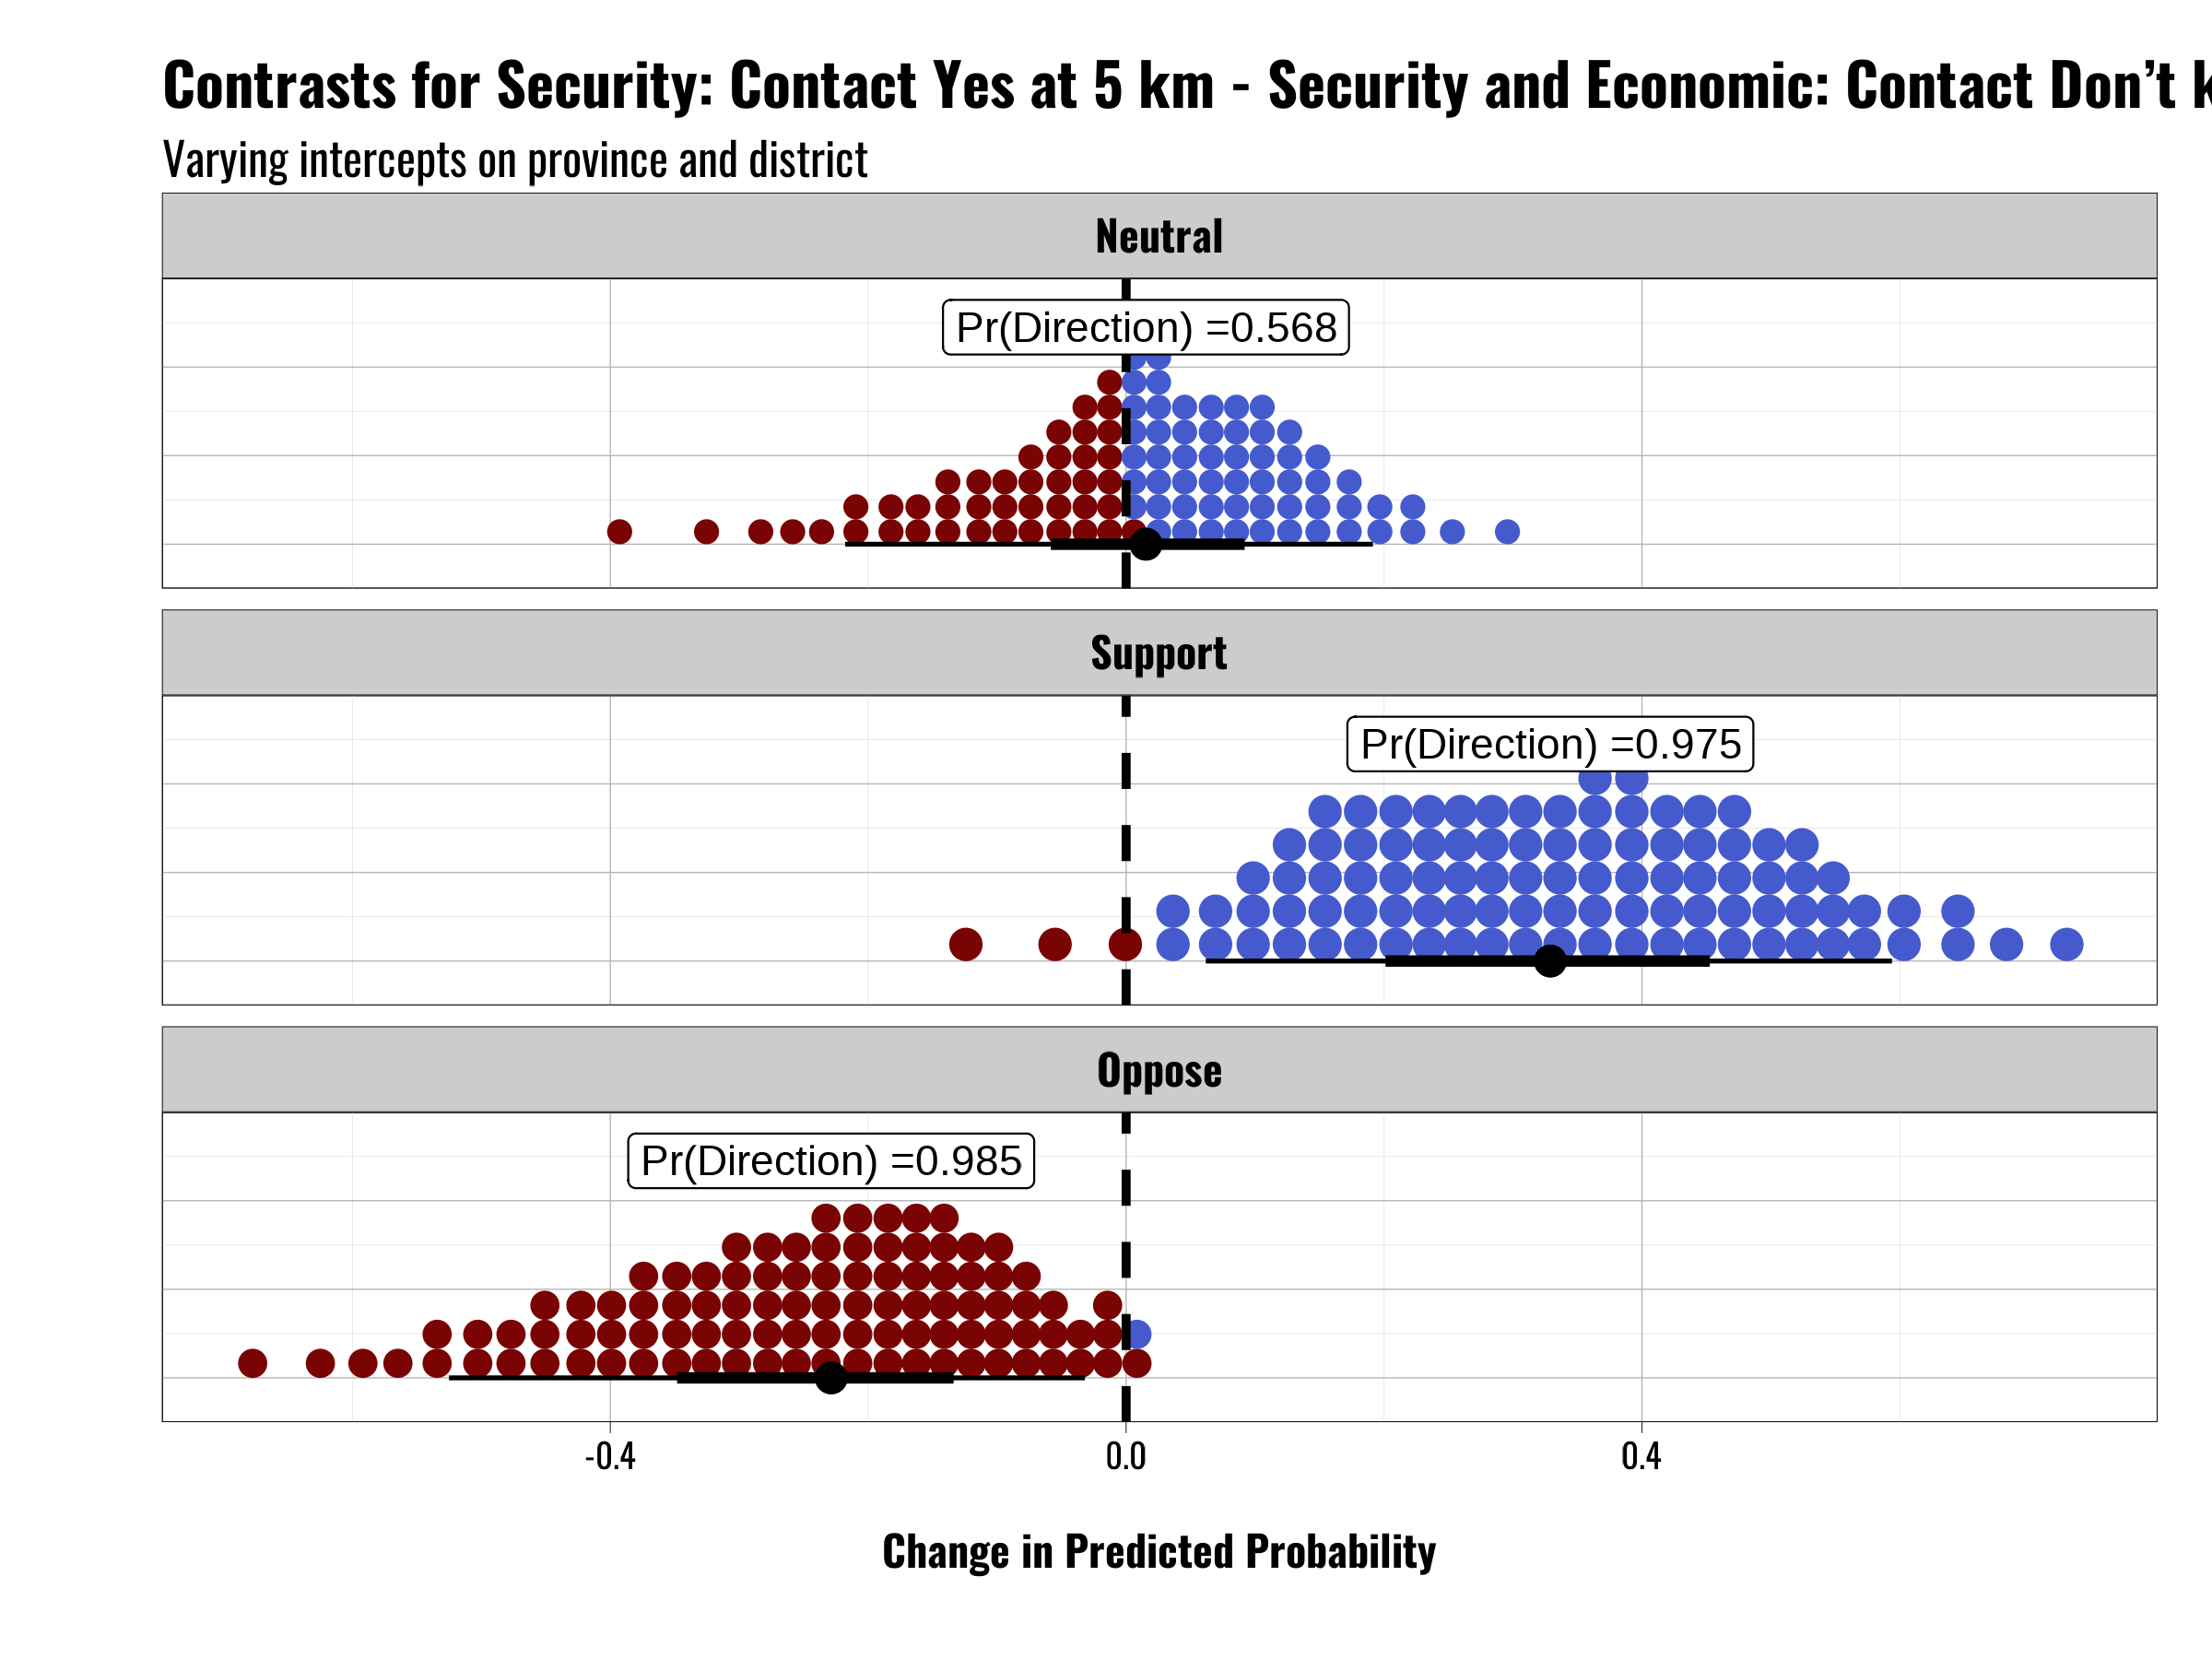 Contrasts for Security: Contact Yes at 5 km - Security and Economic: Contact Don’t k
Varying intercepts on province and district
Neutral
Pr(Direction) =0.568
Support
Pr(Direction) =0.975
Oppose
Pr(Direction) =0.985
-0.4 0.0 0.4
Change in Predicted Probability